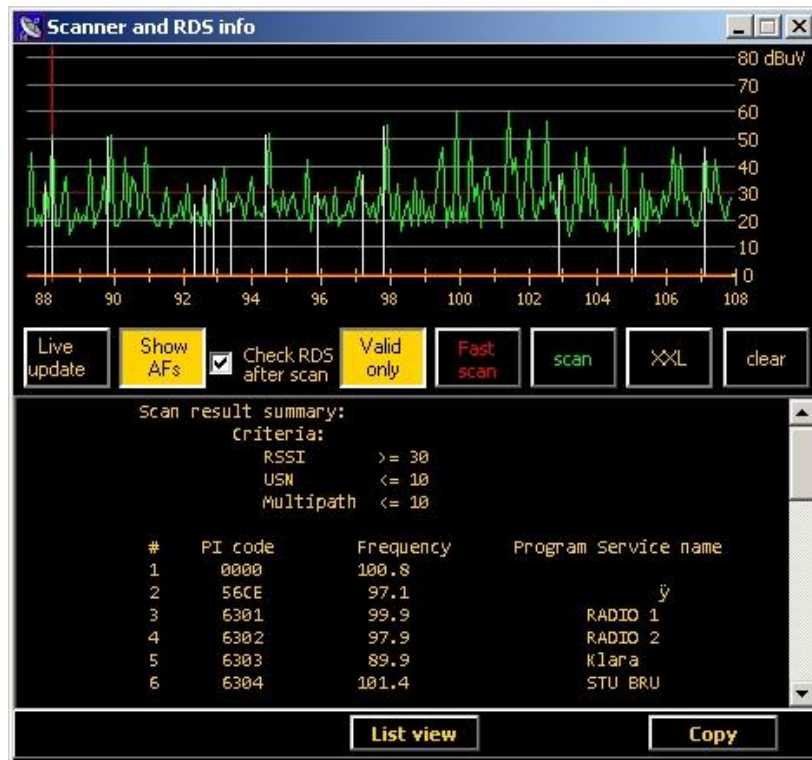 Scanner and RDS info
80 dBuV
70
60
50
40
30
20
10
0
88 90 92 94 96 98 100 102 104 106 108
Live update
Show AFs
Check RDS after scan
Valid only
Fast scan
scan
XXL
clear
Scan result summary:
Criteria:
RSSI >= 30
USN <= 10
Multipath <= 10
# PI code Frequency Program Service name
1 0000 100.8
2 56CE 97.1 ÿ
3 6301 99.9 RADIO 1
4 6302 97.9 RADIO 2
5 6303 89.9 Klara
6 6304 101.4 STU BRU
List view Copy